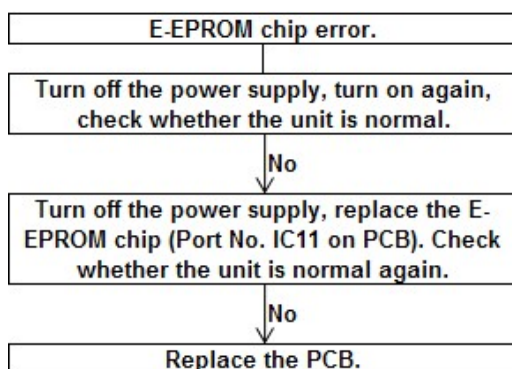 E-EPROM chip error.
Turn off the power supply, turn on again,
check whether the unit is normal.
No
Turn off the power supply, replace the E-
EPROM chip (Port No. IC11 on PCB). Check
whether the unit is normal again.
No
Replace the PCB.